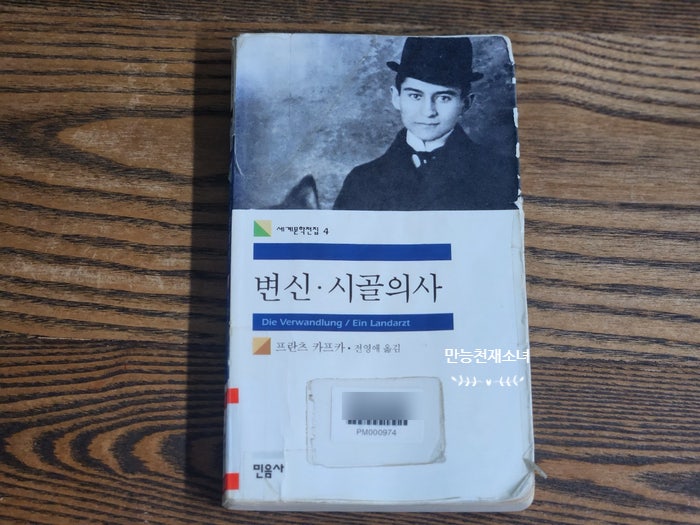 세계문학전집 4
변신·시골의사
Die Verwandlung / Ein Landarzt
프란츠 카프카·전영애 옮김
만능천재소녀
PM000974
민음사